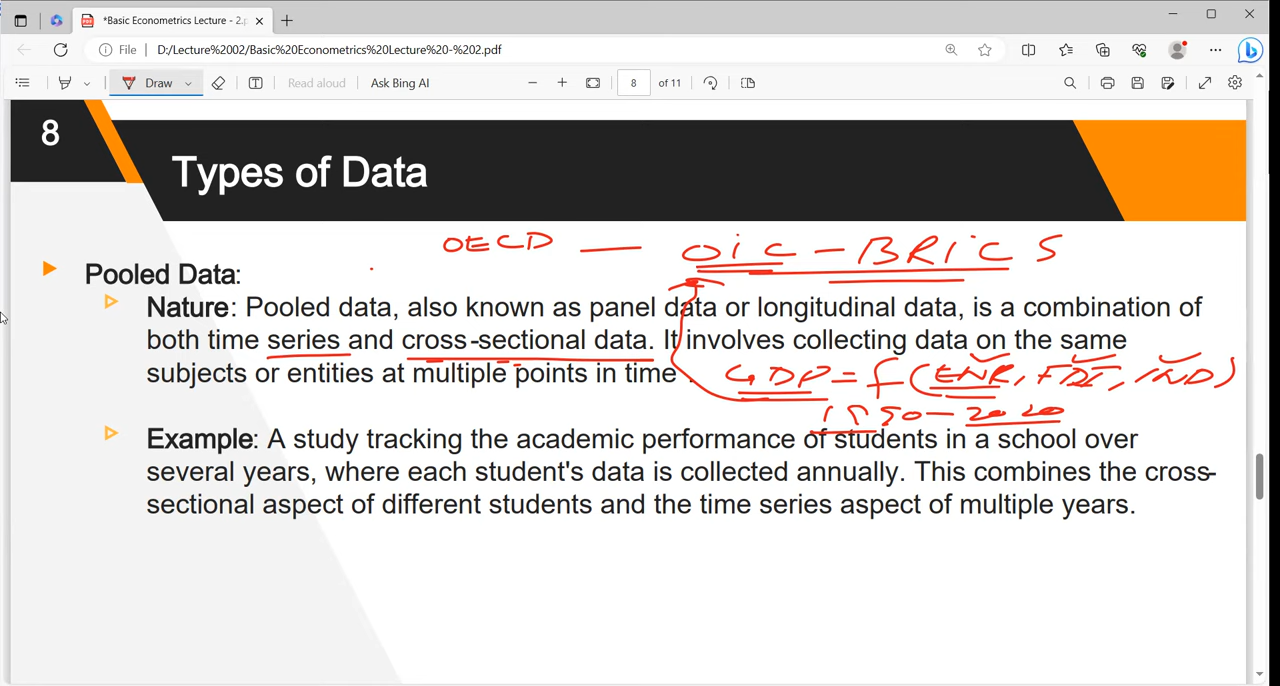 *Basic Econometrics Lecture - 2.p
File D:/Lecture%2002/Basic%20Econometrics%20Lecture%20-%202.pdf
Draw Read aloud Ask Bing AI 8 of 11
8
Types of Data
OECD — OIC - BRICS
Pooled Data:
Nature: Pooled data, also known as panel data or longitudinal data, is a combination of
both time series and cross-sectional data. It involves collecting data on the same
subjects or entities at multiple points in time
GDP = f(ENR, FDI, IND)
1990 - 2020
Example: A study tracking the academic performance of students in a school over
several years, where each student's data is collected annually. This combines the cross-
sectional aspect of different students and the time series aspect of multiple years.